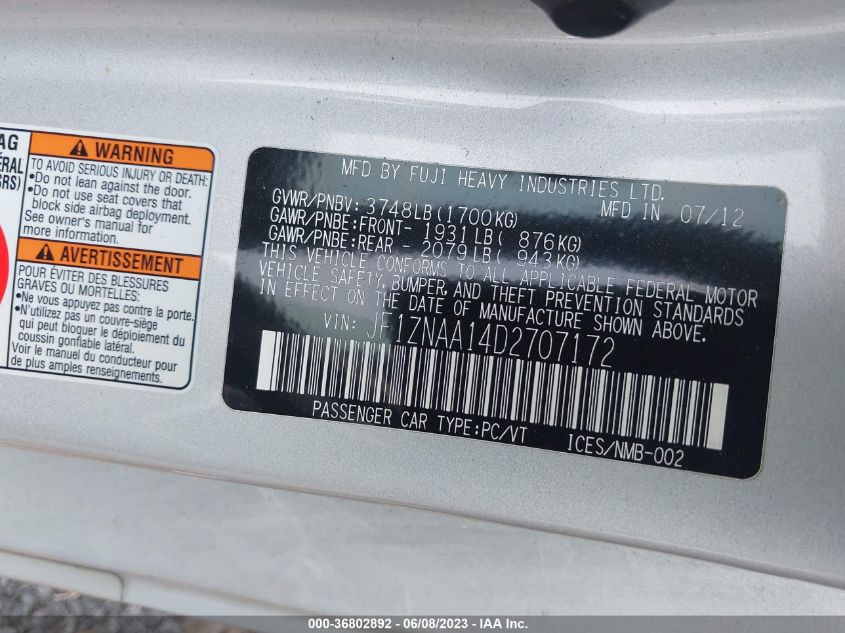 AG
ÉRAL
GRS)
WARNING
TO AVOID SERIOUS INJURY OR DEATH:
•Do not lean against the door.
•Do not use seat covers that
block side airbag deployment.
See owner's manual for
more information.
AVERTISSEMENT
POUR ÉVITER DES BLESSURES
GRAVES OU MORTELLES:
•Ne vous appuyez pas contre la porte.
•N'utilisez pas un couvre-siège
qui peut bloquer le déploiement du
coussin gonflable latéral.
Voir le manuel du conducteur pour
de plus amples renseignements.
MFD BY FUJI HEAVY INDUSTRIES LTD.
GVWR/PNBV: 3748LB(1700KG) MFD IN 07/12
GAWR/PNBE:FRONT- 1931LB( 876KG)
GAWR/PNBE:REAR - 2079LB( 943KG)
THIS VEHICLE CONFORMS TO ALL APPLICABLE FEDERAL MOTOR
VEHICLE SAFETY, BUMPER, AND THEFT PREVENTION STANDARDS
IN EFFECT ON THE DATE OF MANUFACTURE SHOWN ABOVE.
VIN: JF1ZNAA14D2707172
PASSENGER CAR TYPE:PC/VT ICES/NMB-002
000-36802892 - 06/08/2023 - IAA Inc.